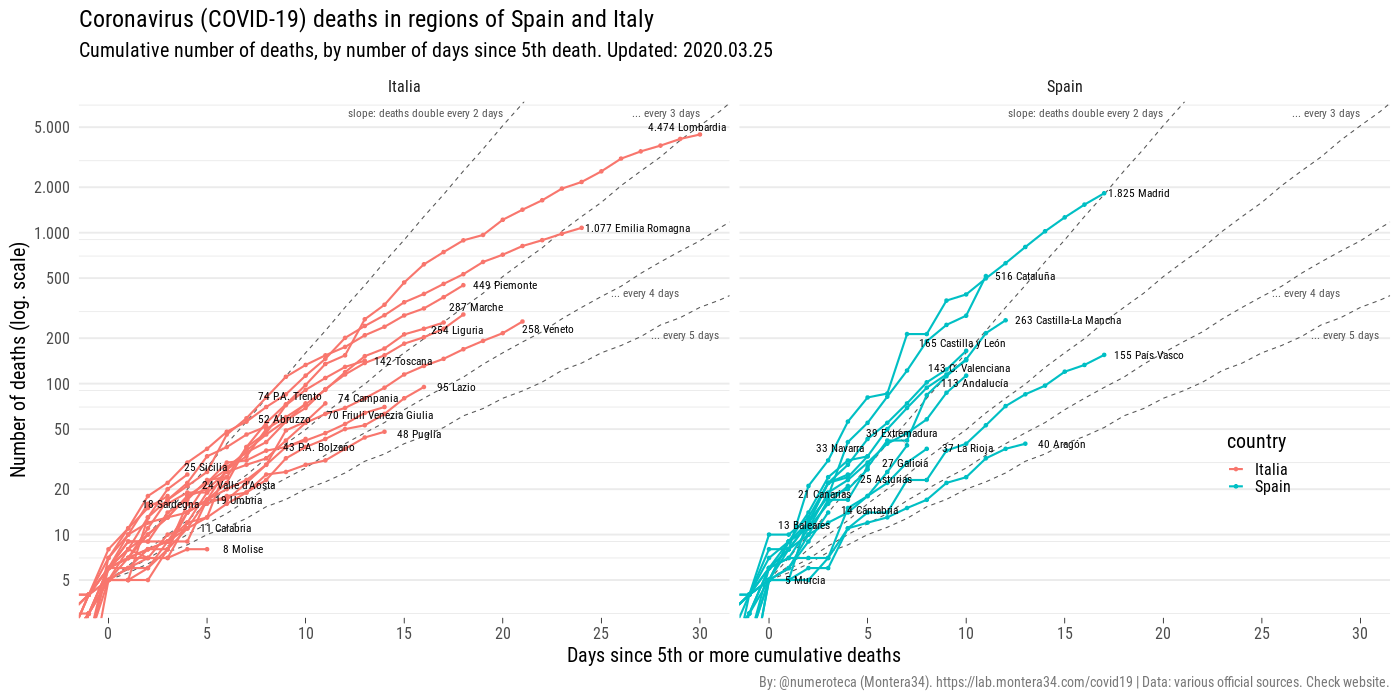 Coronavirus (COVID-19) deaths in regions of Spain and Italy
Cumulative number of deaths, by number of days since 5th death. Updated: 2020.03.25
Italia
Spain
slope: deaths double every 2 days
... every 3 days
... every 4 days
... every 5 days
4.474 Lombardia
1.077 Emilia Romagna
449 Piemonte
287 Marche
254 Liguria
258 Veneto
142 Toscana
95 Lazio
74 P.A. Trento
74 Campania
70 Friuli Venezia Giulia
52 Abruzzo
48 Puglia
43 P.A. Bolzano
25 Sicilia
24 Valle d'Aosta
19 Umbria
18 Sardegna
11 Calabria
8 Molise
slope: deaths double every 2 days
... every 3 days
... every 4 days
... every 5 days
1.825 Madrid
516 Cataluña
263 Castilla-La Mancha
165 Castilla y León
155 País Vasco
143 C. Valenciana
113 Andalucía
39 Extremadura
40 Aragón
37 La Rioja
33 Navarra
27 Galicia
25 Asturias
21 Canarias
14 Cantabria
13 Baleares
5 Murcia
Number of deaths (log. scale)
5.000
2.000
1.000
500
200
100
50
20
10
5
0 5 10 15 20 25 30
0 5 10 15 20 25 30
Days since 5th or more cumulative deaths
country
Italia
Spain
By: @numeroteca (Montera34). https://lab.montera34.com/covid19 | Data: various official sources. Check website.